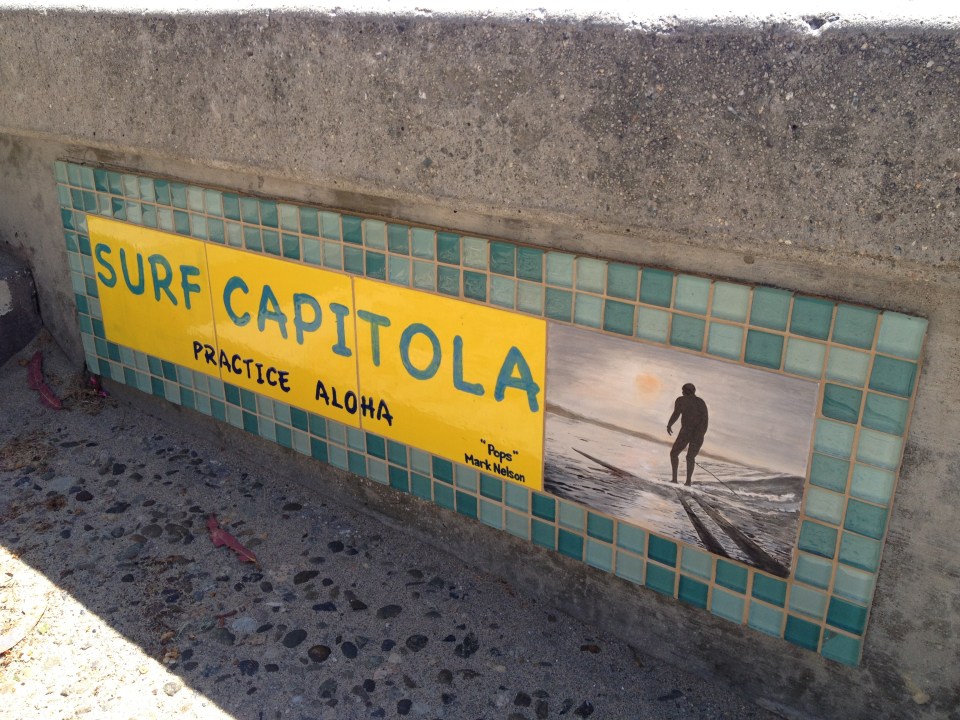 SURF CAPITOLA
PRACTICE ALOHA
"Pops"
Mark Nelson